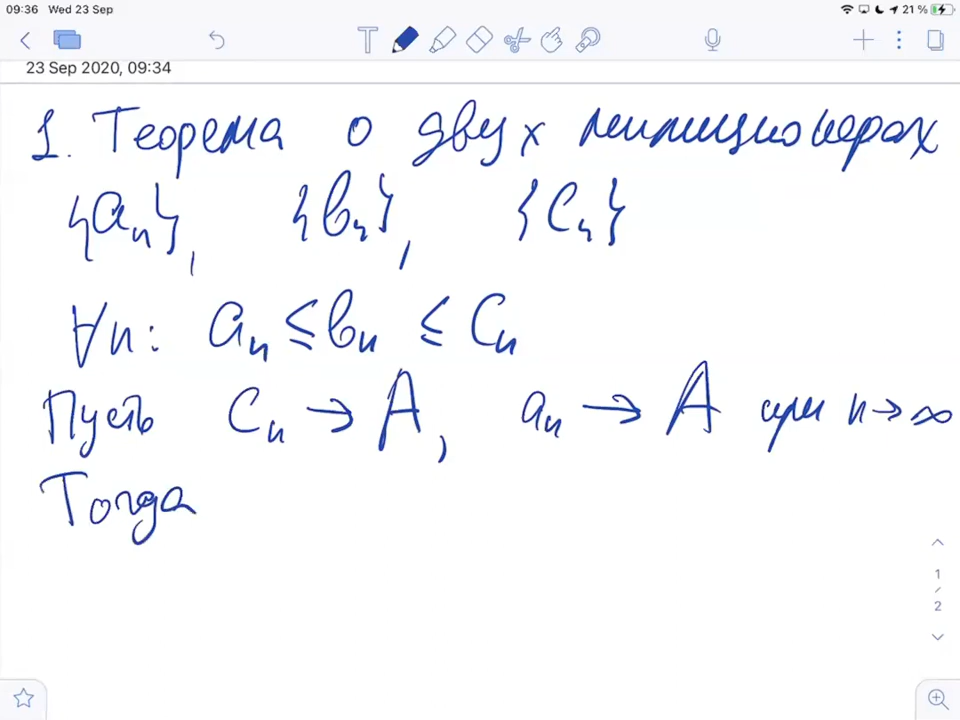 09:36 Wed 23 Sep 21 %
23 Sep 2020, 09:34
1. Теорема о двух милиционерах
{aₙ}, {bₙ}, {cₙ}
∀n: aₙ ≤ bₙ ≤ cₙ
Пусть cₙ → A, aₙ → A при n→∞
Тогда
1
/
2